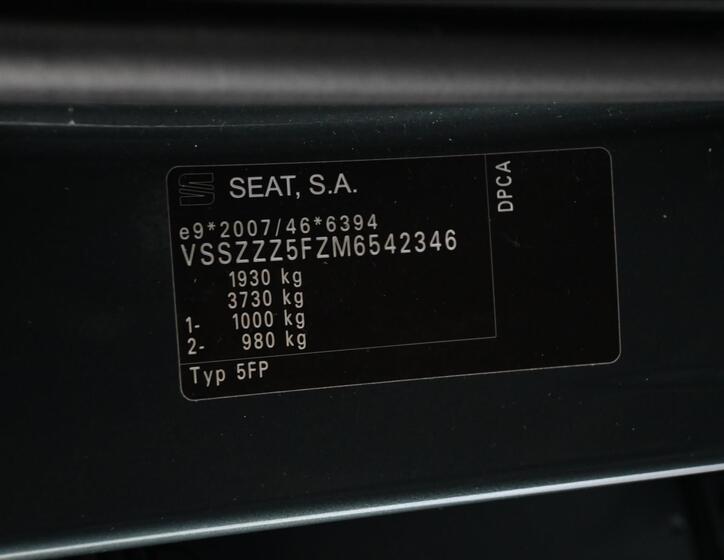 SEAT, S.A.
DPCA
e9*2007/46*6394
VSSZZZ5FZM6542346
1930 kg
3730 kg
1- 1000 kg
2- 980 kg
Typ 5FP